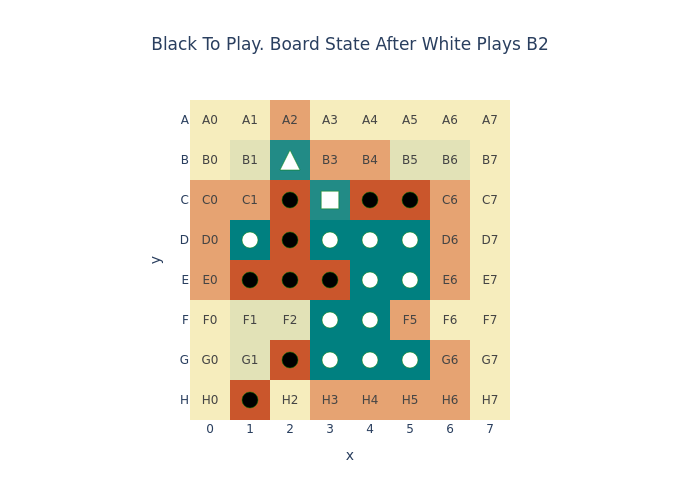 Black To Play. Board State After White Plays B2
A A0 A1 A2 A3 A4 A5 A6 A7
B B0 B1 B3 B4 B5 B6 B7
C C0 C1 C6 C7
D D0 D6 D7
y
E E0 E6 E7
F F0 F1 F2 F5 F6 F7
G G0 G1 G6 G7
H H0 H2 H3 H4 H5 H6 H7
0 1 2 3 4 5 6 7
x